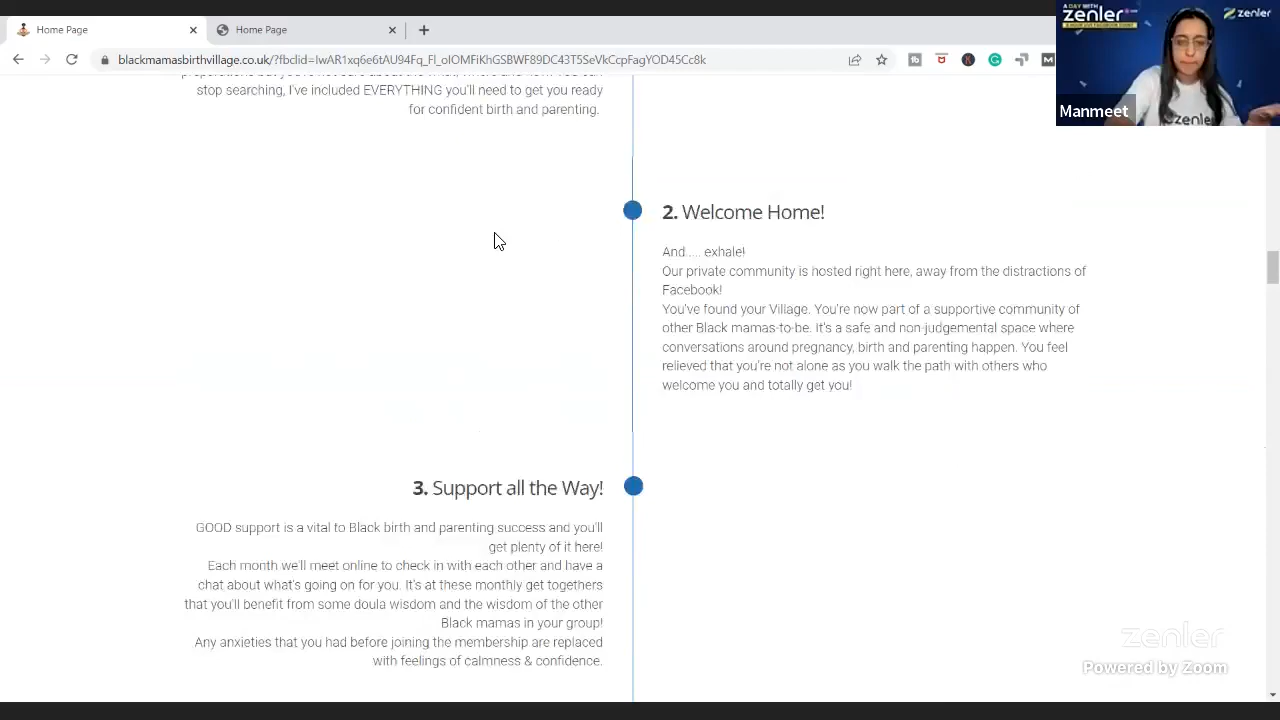 Home Page
Home Page
blackmamasbirthvillage.co.uk/?fbclid=
stop searching, I've included EVERYTHING you'll need to get you ready
for confident birth and parenting.
2. Welcome Home!
And..... exhale!
Our private community is hosted right here, away from the distractions of
Facebook!
You've found your Village. You're now part of a supportive community of
other Black mamas-to-be. It's a safe and non-judgemental space where
conversations around pregnancy, birth and parenting happen. You feel
relieved that you're not alone as you walk the path with others who
welcome you and totally get you!
3. Support all the Way!
GOOD support is a vital to Black birth and parenting success and you'll
get plenty of it here!
Each month we'll meet online to check in with each other and have a
chat about what's going on for you. It's at these monthly get togethers
that you'll benefit from some doula wisdom and the wisdom of the other
Black mamas in your group!
Any anxieties that you had before joining the membership are replaced
with feelings of calmness & confidence.
A DAY WITH
zenler
zenler
zenler
Manmeet
zenler
Powered by Zoom